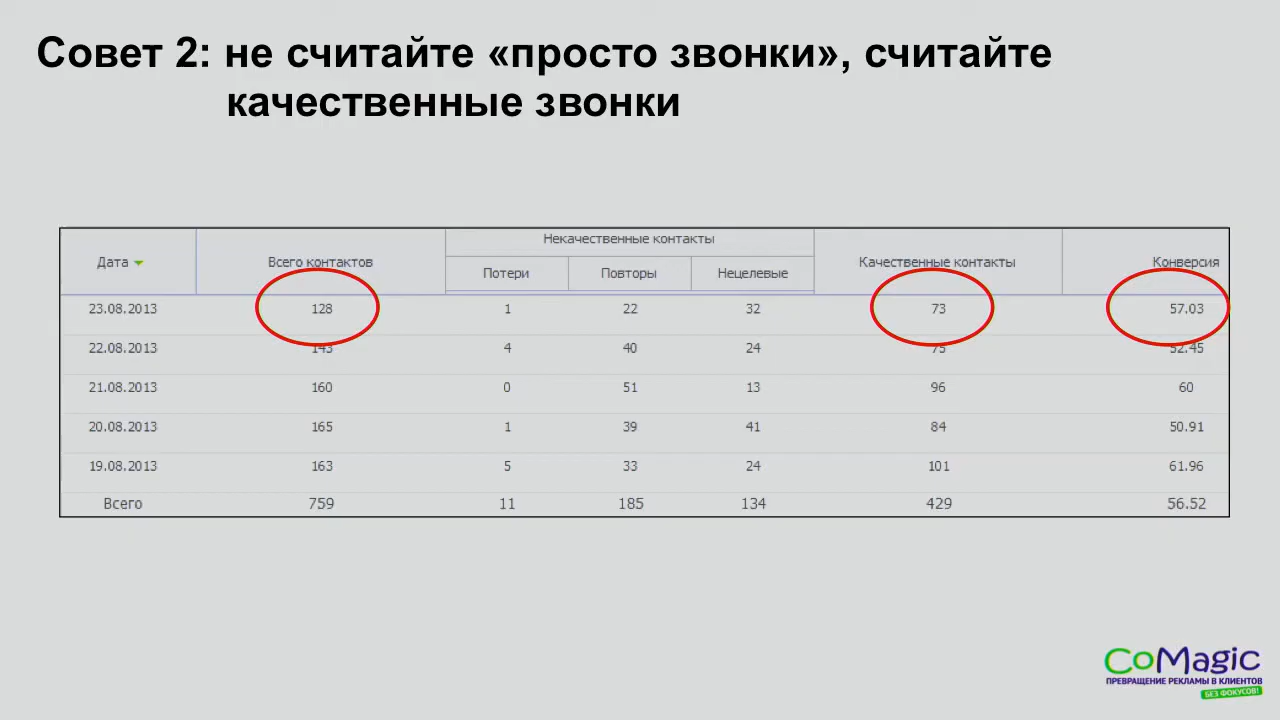 Совет 2: не считайте «просто звонки», считайте
качественные звонки
Дата Всего контактов Некачественные контакты Качественные контакты Конверсия
Потери Повторы Нецелевые
23.08.2013 128 1 22 32 73 57.03
22.08.2013 143 4 40 24 75 52.45
21.08.2013 160 0 51 13 96 60
20.08.2013 165 1 39 41 84 50.91
19.08.2013 163 5 33 24 101 61.96
Всего 759 11 185 134 429 56.52
CoMagic
ПРЕВРАЩЕНИЕ РЕКЛАМЫ В КЛИЕНТОВ
БЕЗ ФОКУСОВ!